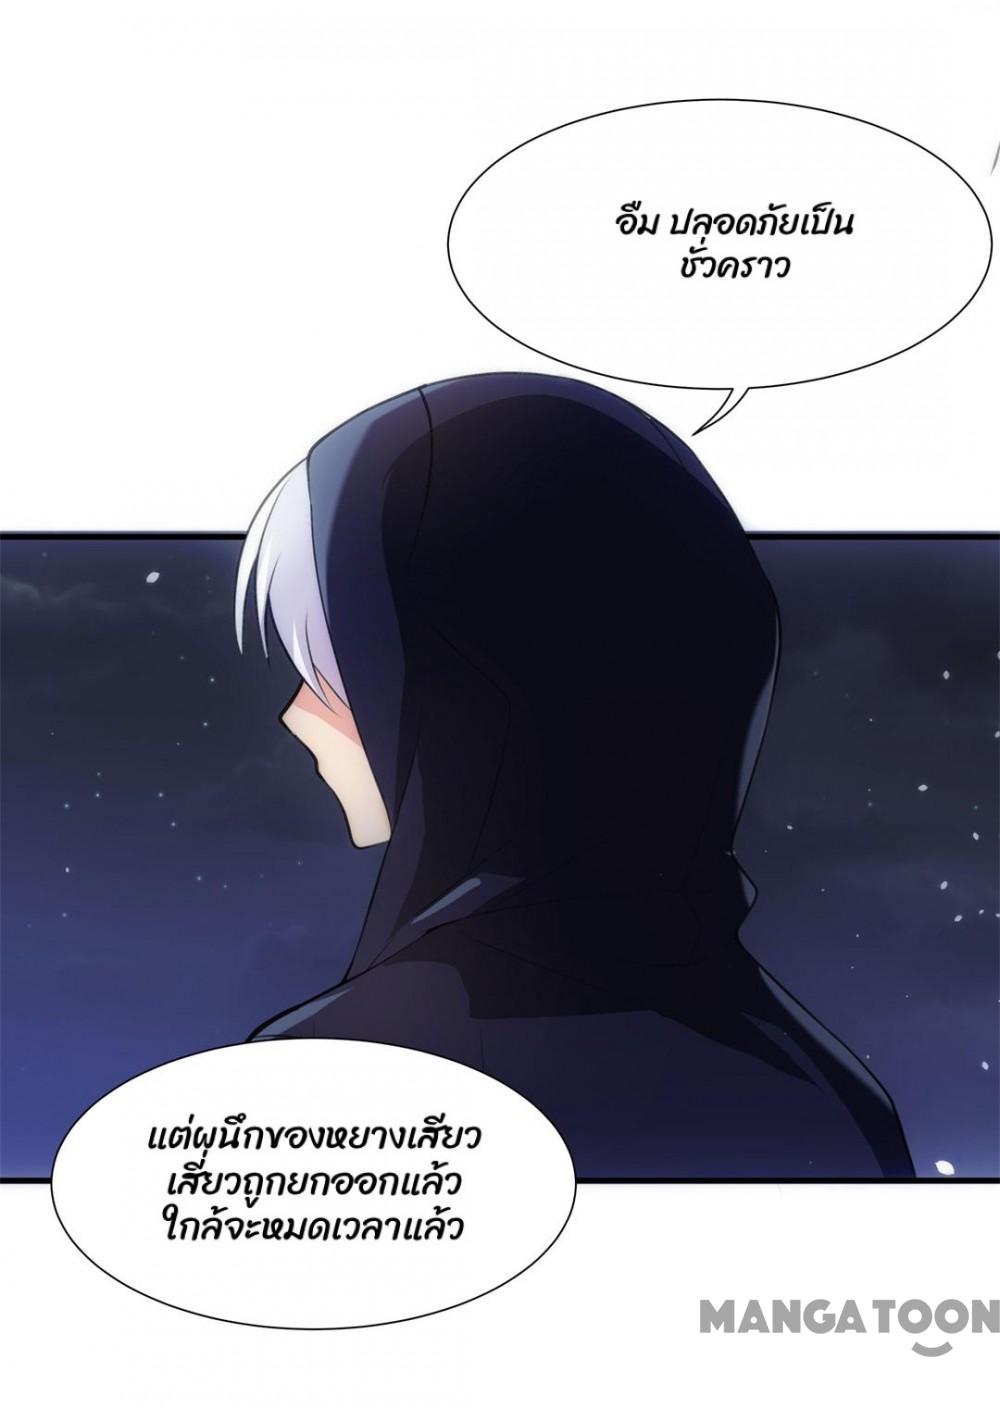 อืม ปลอดภัยเป็น
ชั่วคราว
แต่ผนึกของหยางเสียว
เสี่ยวถูกยกออกแล้ว
ใกล้จะหมดเวลาแล้ว
MANGATOON